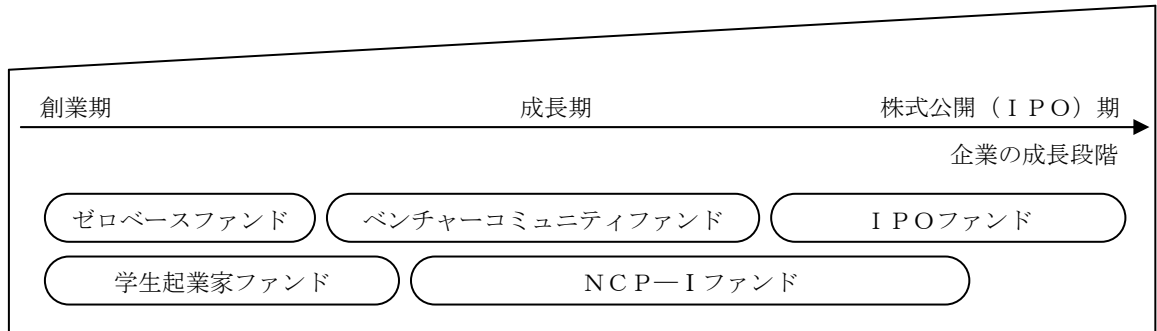 創業期 成長期 株式公開（ＩＰＯ）期
企業の成長段階
ゼロベースファンド ベンチャーコミュニティファンド ＩＰＯファンド
学生起業家ファンド ＮＣＰ―Ｉファンド